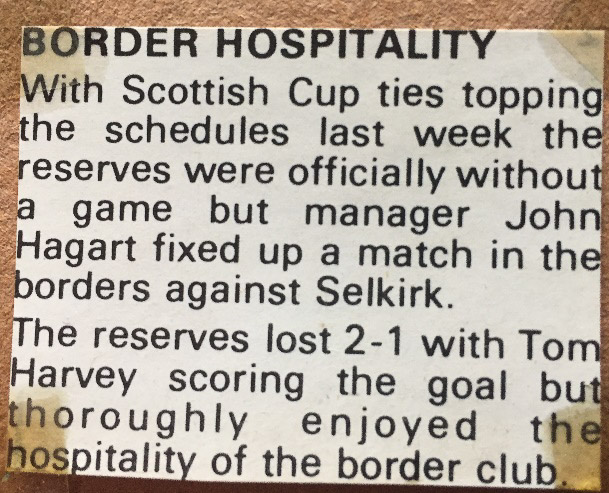 BORDER HOSPITALITY
With Scottish Cup ties topping
the schedules last week the
reserves were officially without
a game but manager John
Hagart fixed up a match in the
borders against Selkirk.
The reserves lost 2-1 with Tom
Harvey scoring the goal but
thoroughly enjoyed the
hospitality of the border club.